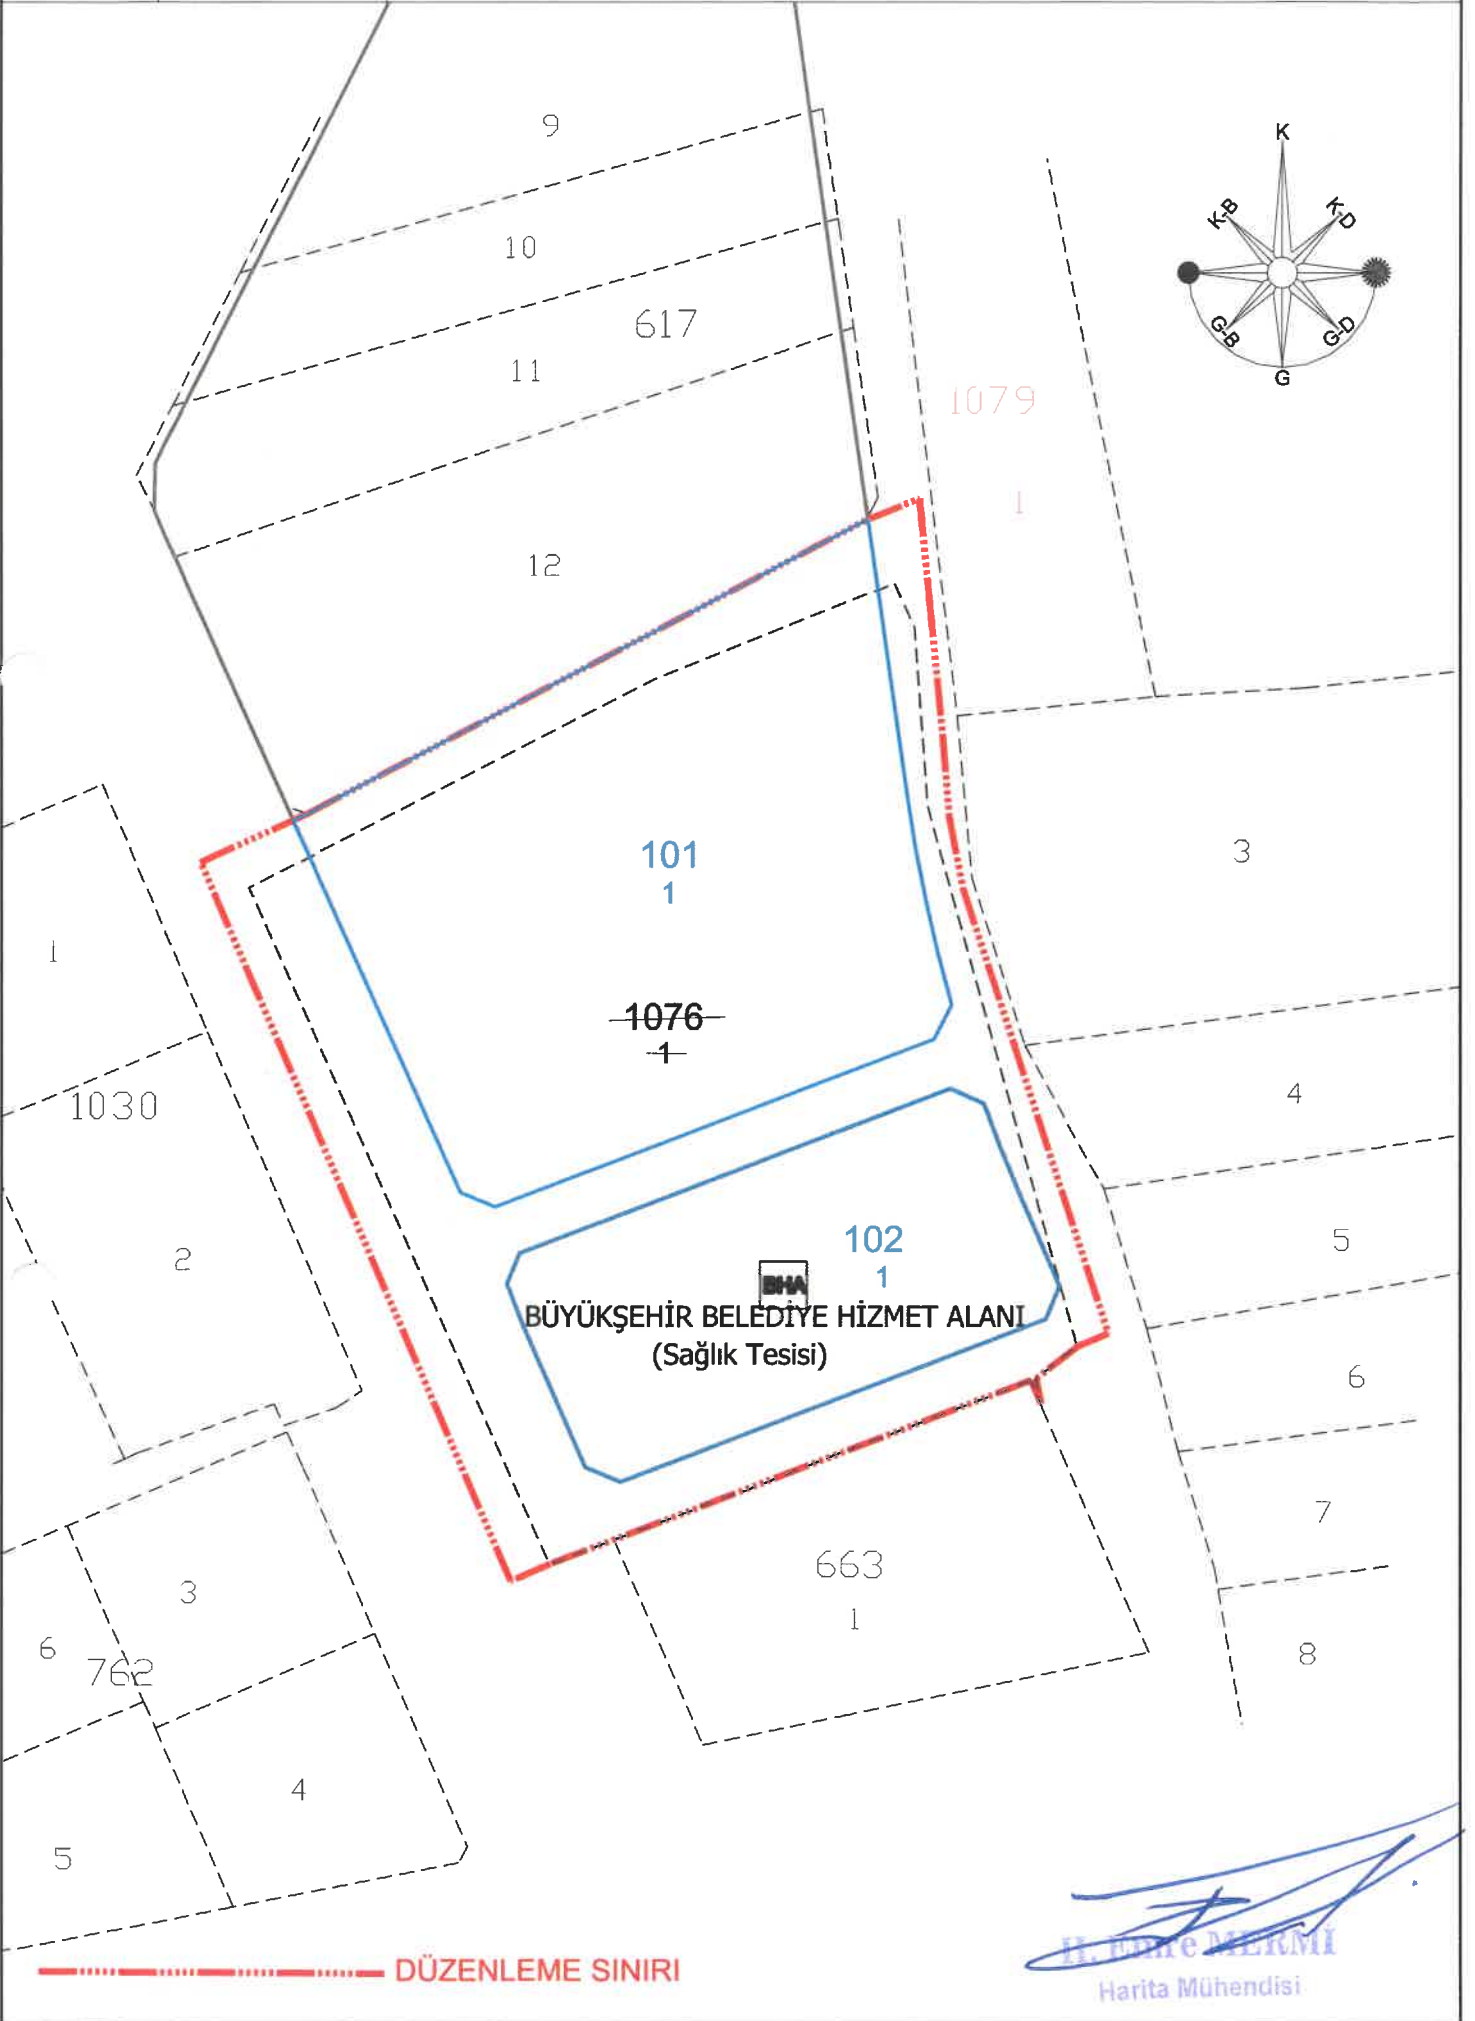 9
K
K-B
K-D
10
617
G-B
G-D
11
G
1079
1
12
101
1
3
1
1076
1
4
1030
102
5
2
1
BHA
BÜYÜKŞEHİR BELEDİYE HİZMET ALANI
(Sağlık Tesisi)
6
7
663
3
1
6
762
8
4
5
H. Emre MERMİ
DÜZENLEME SINIRI
Harita Mühendisi